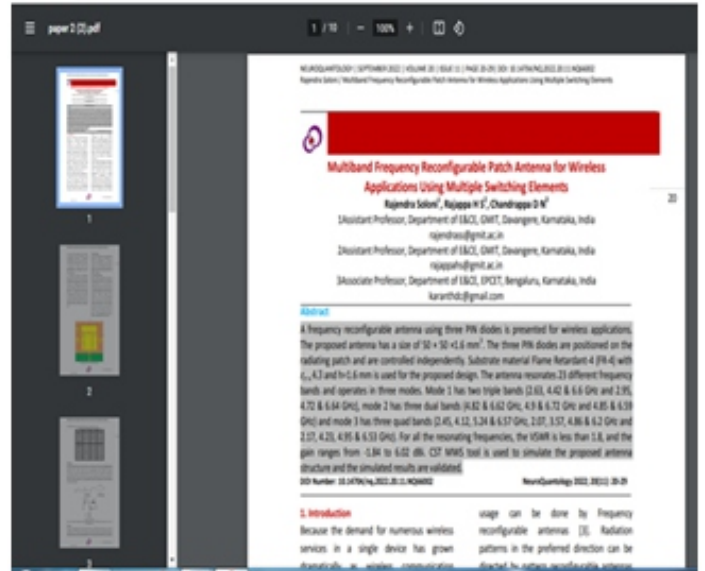 paper 2 (2).pdf
1 / 10
100%
NEUROQUANTOLOGY | SEPTEMBER 2022 | VOLUME 20 | ISSUE 11 | PAGE 20-29 | DOI: 10.14704/NQ.2022.20.11.NQ66002
Rajendra Soloni / Multiband Frequency Reconfigurable Patch Antenna for Wireless Applications Using Multiple Switching Elements
Multiband Frequency Reconfigurable Patch Antenna for Wireless
Applications Using Multiple Switching Elements
Rajendra Soloni1, Rajappa H S2, Chandrappa D N3
20
1Assistant Professor, Department of E&CE, GMIT, Davangere, Karnataka, India
rajendrass@gmit.ac.in
2Assistant Professor, Department of E&CE, GMIT, Davangere, Karnataka, India
rajappahs@gmit.ac.in
3Associate Professor, Department of E&CE, EPCET, Bengaluru, Karnataka, India
karanthdc@gmail.com
Abstract
A frequency reconfigurable antenna using three PIN diodes is presented for wireless applications.
The proposed antenna has a size of 50 × 50 ×1.6 mm3. The three PIN diodes are positioned on the
radiating patch and are controlled independently. Substrate material Flame Retardant-4 (FR-4) with
4.3 and h=1.6 mm is used for the proposed design. The antenna resonates 23 different frequency
bands and operates in three modes. Mode 1 has two triple bands (2.63, 4.42 & 6.6 GHz and 2.95,
4.72 & 6.64 GHz), mode 2 has three dual bands (4.82 & 6.62 GHz, 4.9 & 6.72 GHz and 4.85 & 6.59
GHz) and mode 3 has three quad bands (2.45, 4.12, 5.24 & 6.57 GHz, 2.07, 3.57, 4.86 & 6.2 GHz and
2.17, 4.23, 4.95 & 6.53 GHz). For all the resonating frequencies, the VSWR is less than 1.8, and the
gain ranges from -1.84 to 6.02 dBi. CST MWS tool is used to simulate the proposed antenna
structure and the simulated results are validated.
DOI Number: 10.14704/nq.2022.20.11.NQ66002 NeuroQuantology 2022; 20(11): 20-29
1. Introduction
Because the demand for numerous wireless
services in a single device has grown
dramatically as wireless communication
usage can be done by Frequency
reconfigurable antennas [3]. Radiation
patterns in the preferred direction can be
directed by pattern reconfigurable antennas
1
2
3